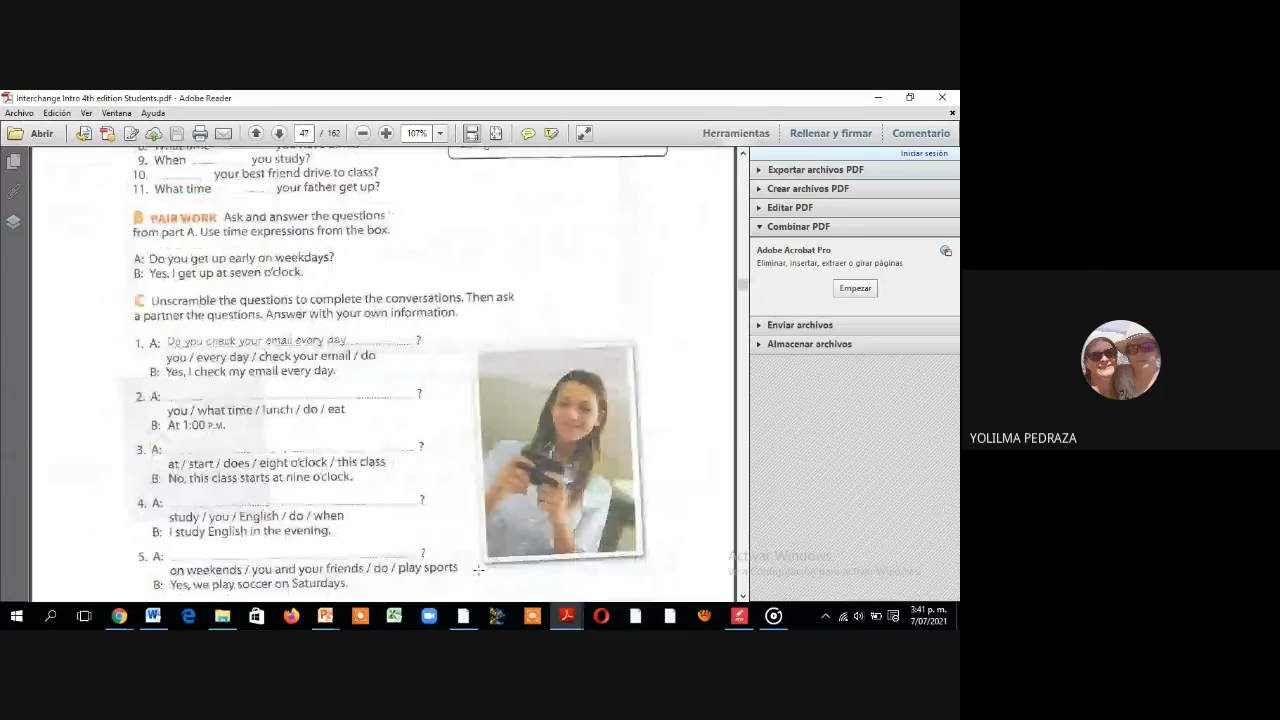 Interchange Intro 4th edition Students.pdf - Adobe Reader
Archivo Edición Ver Ventana Ayuda
Abrir 47 / 162 107% Herramientas Rellenar y firmar Comentario
9. When ____ you study?
10. ____ your best friend drive to class?
11. What time ____ your father get up?
B PAIR WORK Ask and answer the questions
from part A. Use time expressions from the box.
A: Do you get up early on weekdays?
B: Yes, I get up at seven o'clock.
C Unscramble the questions to complete the conversations. Then ask
a partner the questions. Answer with your own information.
1. A: Do you check your email every day ?
you / every day / check your email / do
B: Yes, I check my email every day.
2. A: ?
you / what time / lunch / do / eat
B: At 1:00 P.M.
3. A: ?
at / start / does / eight o'clock / this class
B: No, this class starts at nine o'clock.
4. A: ?
study / you / English / do / when
B: I study English in the evening.
5. A: ?
on weekends / you and your friends / do / play sports
B: Yes, we play soccer on Saturdays.
Iniciar sesión
Exportar archivos PDF
Crear archivos PDF
Editar PDF
Combinar PDF
Adobe Acrobat Pro
Eliminar, insertar, extraer o girar páginas
Empezar
Enviar archivos
Almacenar archivos
Activar Windows
Ve a Configuración para activar Windows.
3:41 p. m.
7/07/2021
YOLILMA PEDRAZA